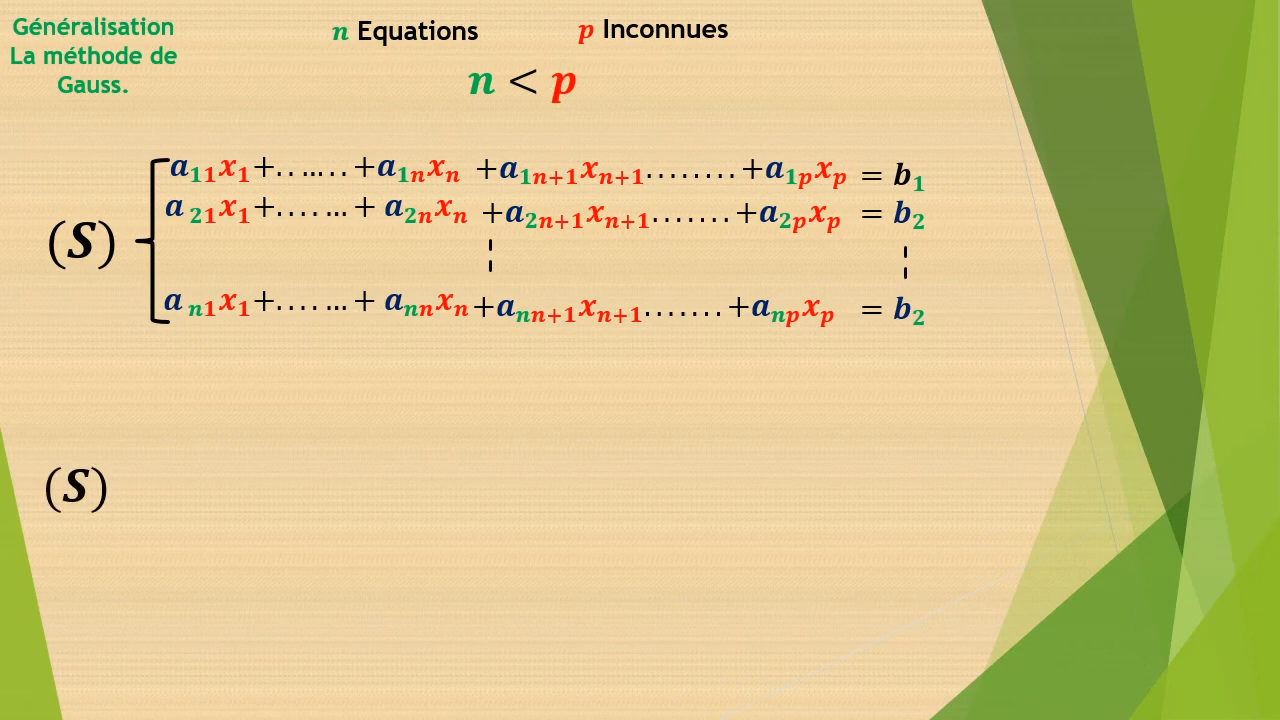 Généralisation
La méthode de
Gauss.
n Equations p Inconnues
n < p
a₁₁x₁+……… +a₁ₙxₙ +a₁ₙ₊₁xₙ₊₁........ +a₁ₚxₚ = b₁
a₂₁x₁+…….… + a₂ₙxₙ +a₂ₙ₊₁xₙ₊₁....... +a₂ₚxₚ = b₂
(S)
aₙ₁x₁+…….… + aₙₙxₙ +aₙₙ₊₁xₙ₊₁....... +aₙₚxₚ = b₂
(S)